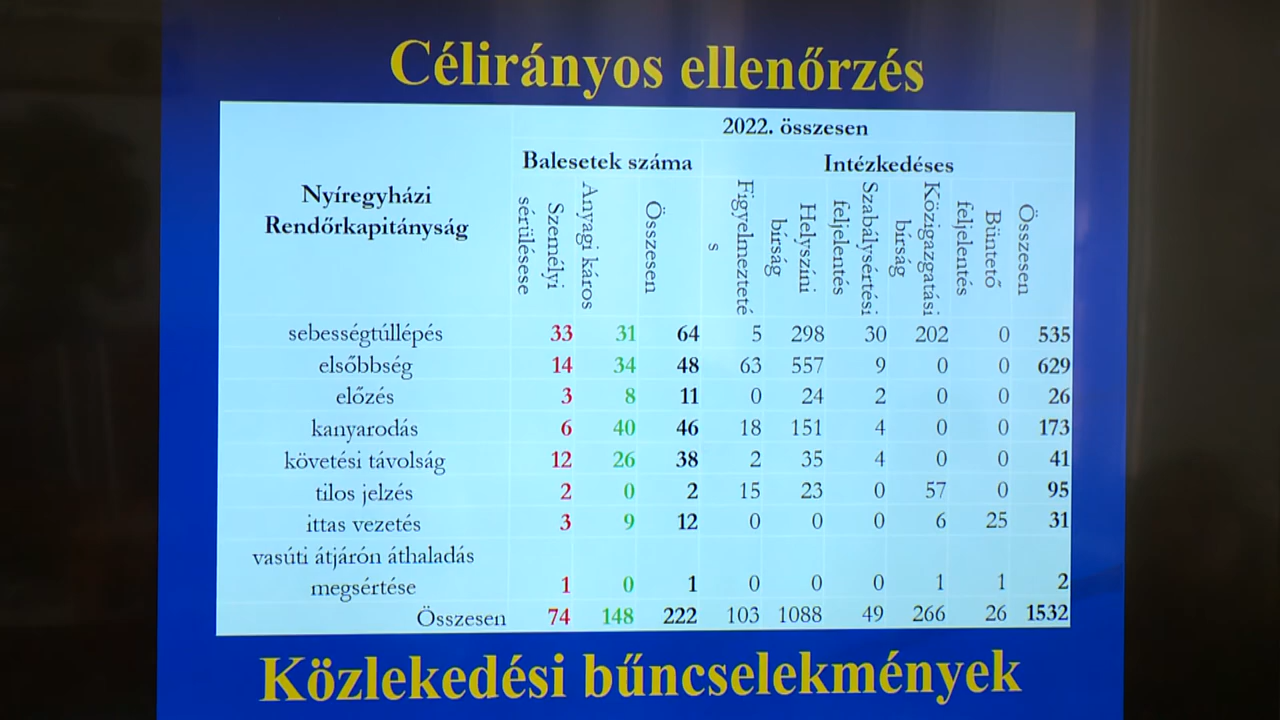 Célirányos ellenőrzés
2022. összesen
Balesetek száma Intézkedéses
Nyíregyházi
Rendőrkapitányság
Személyi
sérülésese
Anyagi káros
Összesen
Figyelmezteté
s
Helyszíni
bírság
Szabálysértési
feljelentés
Közigazgatási
bírság
Büntető
feljelentés
Összesen
sebességtúllépés 33 31 64 5 298 30 202 0 535
elsőbbség 14 34 48 63 557 9 0 0 629
előzés 3 8 11 0 24 2 0 0 26
kanyarodás 6 40 46 18 151 4 0 0 173
követési távolság 12 26 38 2 35 4 0 0 41
tilos jelzés 2 0 2 15 23 0 57 0 95
ittas vezetés 3 9 12 0 0 0 6 25 31
vasúti átjárón áthaladás
megsértése 1 0 1 0 0 0 1 1 2
Összesen 74 148 222 103 1088 49 266 26 1532
Közlekedési bűncselekmények